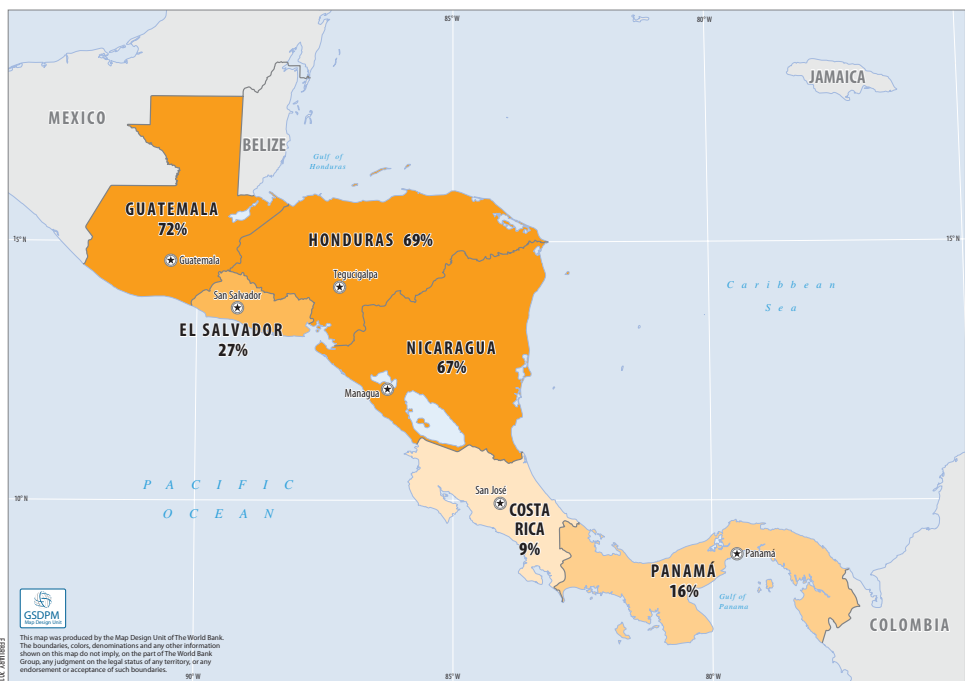 85° W
80° W
JAMAICA
MEXICO
BELIZE
Gulf of
Honduras
GUATEMALA
72%
HONDURAS 69%
15° N
15° N
Guatemala
Tegucigalpa
Caribbean
Sea
San Salvador
EL SALVADOR
27%
NICARAGUA
67%
Managua
PACIFIC
OCEAN
10° N
San José
COSTA
RICA
9%
Panamá
PANAMÁ
16%
Gulf of
Panama
COLOMBIA
GSDPM
Map Design Unit
This map was produced by the Map Design Unit of The World Bank.
The boundaries, colors, denominations and any other information
shown on this map do not imply, on the part of The World Bank
Group, any judgment on the legal status of any territory, or any
endorsement or acceptance of such boundaries.
90° W
85° W
80° W